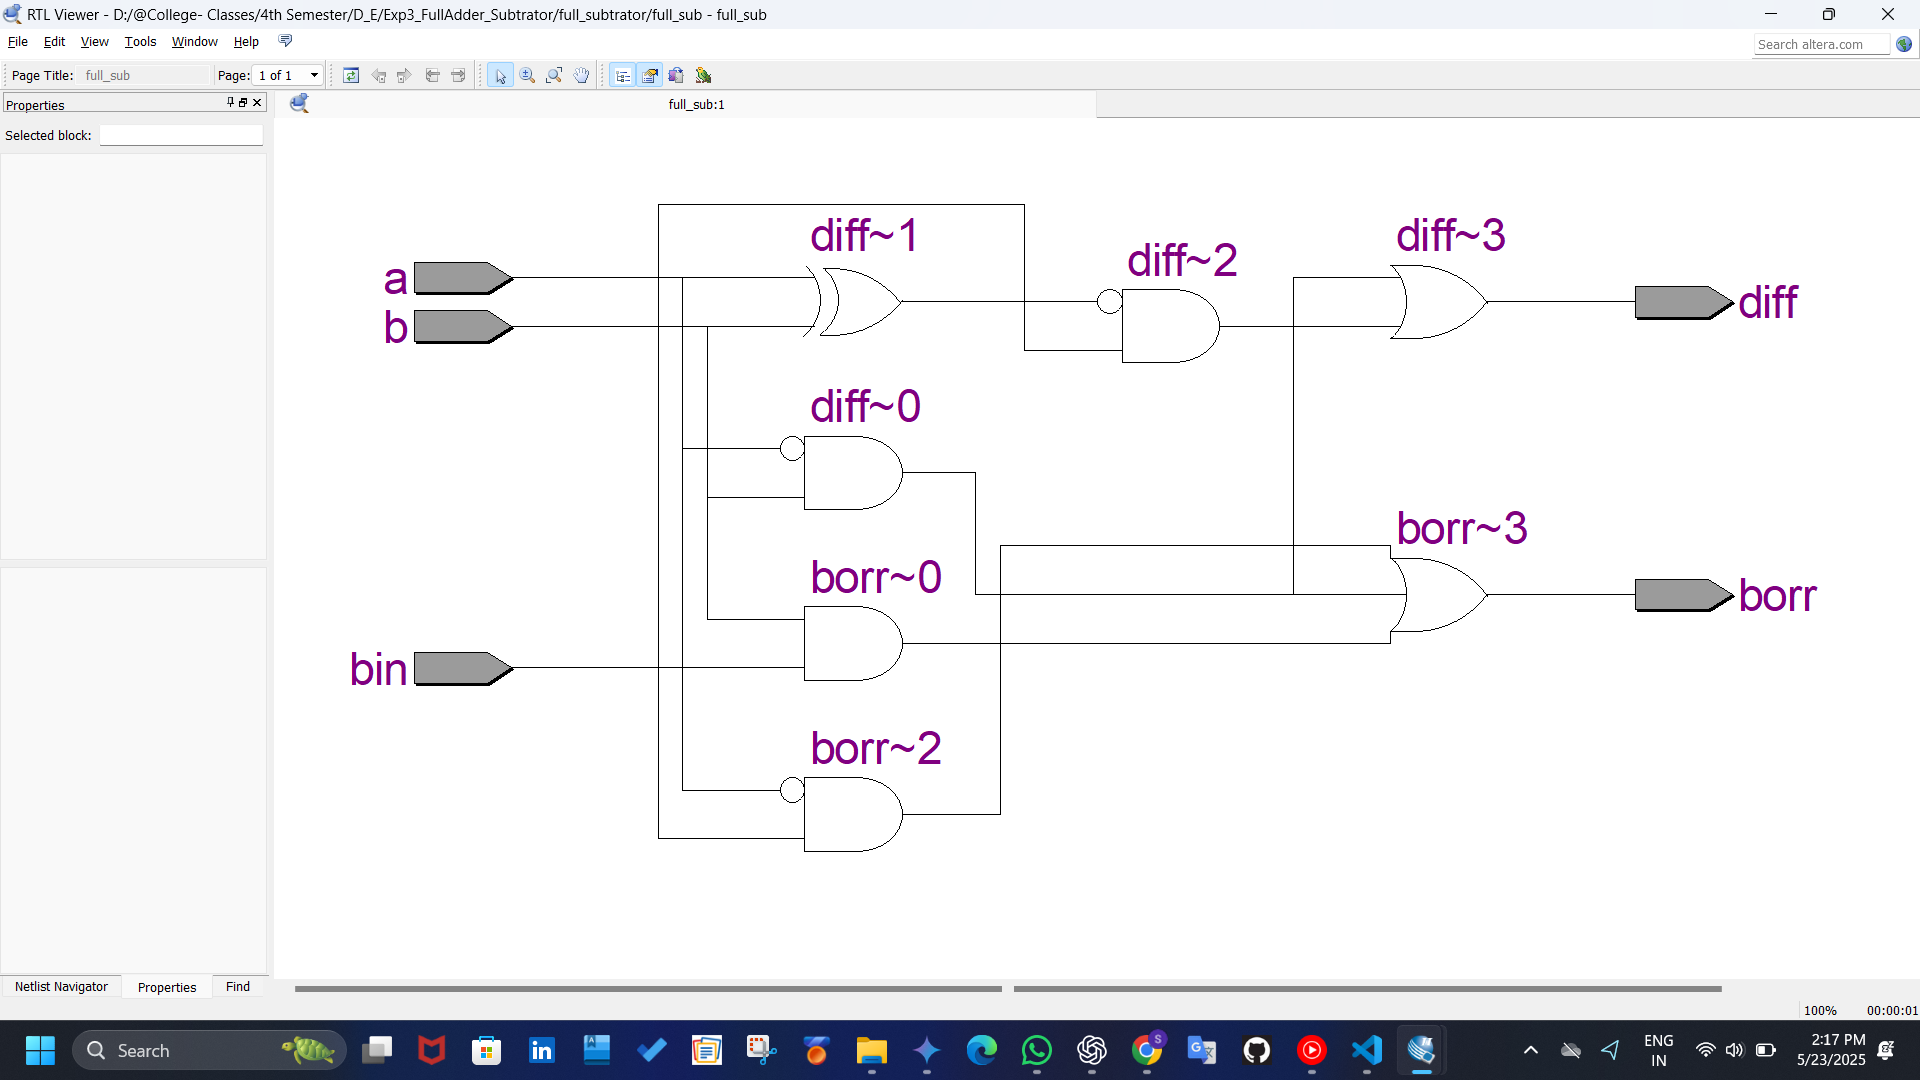 RTL Viewer - D:/@College- Classes/4th Semester/D_E/Exp3_FullAdder_Subtrator/full_subtrator/full_sub - full_sub
File Edit View Tools Window Help
Search altera.com
Page Title: full_sub Page: 1 of 1
Properties
full_sub:1
Selected block:
diff~1
diff~3
diff~2
a
diff
b
diff~0
borr~3
borr~0
borr
bin
borr~2
Netlist Navigator Properties Find
100% 00:00:01
Search
S
ENG
IN
2:17 PM
5/23/2025